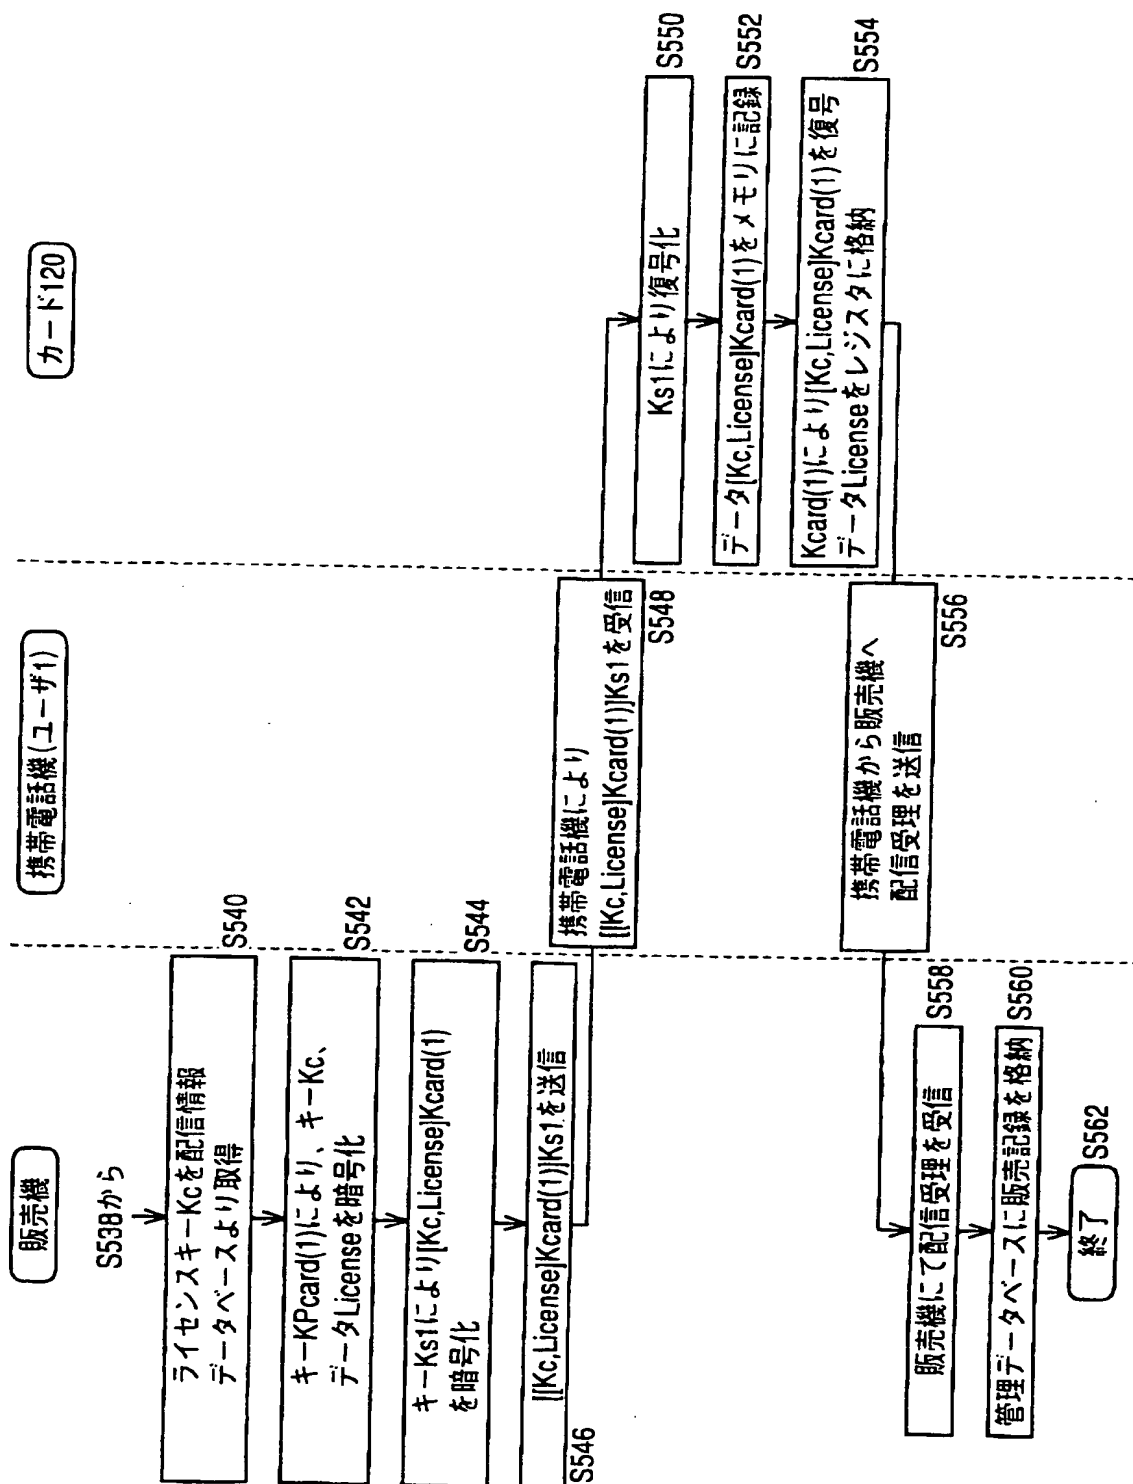 販売機
携帯電話機(ユーザ1)
カード120
S538から
ライセンスキーKcを配信情報
データベースより取得
S540
キーKPcard(1)により、キーKc、
データLicenseを暗号化
S542
キーKs1により[Kc,License]Kcard(1)
を暗号化
S544
[[Kc,License]Kcard(1)]Ks1を送信
S546
携帯電話機により
[[Kc,License]Kcard(1)]Ks1を受信
S548
Ks1により復号化
S550
データ[Kc,License]Kcard(1)をメモリに記録
S552
Kcard(1)により[Kc,License]Kcard(1)を復号
データLicenseをレジスタに格納
S554
携帯電話機から販売機へ
配信受理を送信
S556
販売機にて配信受理を受信
S558
管理データベースに販売記録を格納
S560
終了
S562